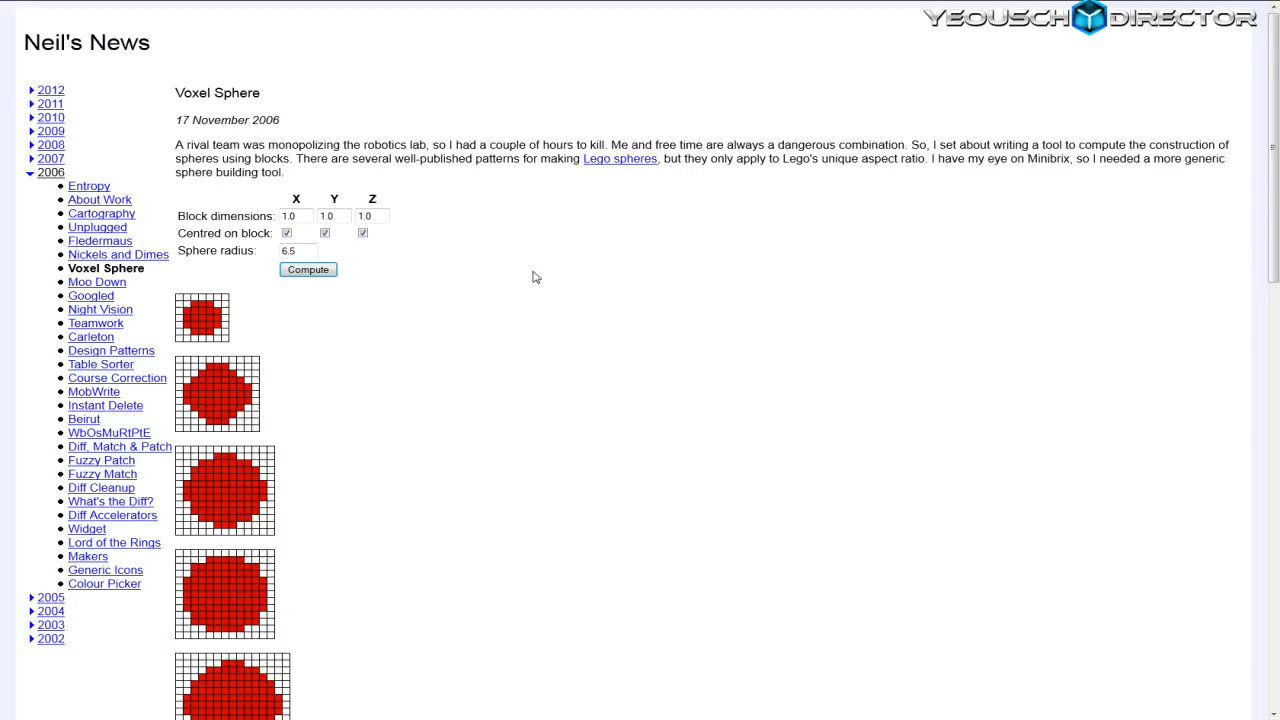 YEOUSCH DIRECTOR
Neil's News
2012
2011
2010
2009
2008
2007
2006
Entropy
About Work
Cartography
Unplugged
Fledermaus
Nickels and Dimes
Voxel Sphere
Moo Down
Googled
Night Vision
Teamwork
Carleton
Design Patterns
Table Sorter
Course Correction
MobWrite
Instant Delete
Beirut
WbOsMuRtPtE
Diff, Match & Patch
Fuzzy Patch
Fuzzy Match
Diff Cleanup
What's the Diff?
Diff Accelerators
Widget
Lord of the Rings
Makers
Generic Icons
Colour Picker
2005
2004
2003
2002
Voxel Sphere
17 November 2006
A rival team was monopolizing the robotics lab, so I had a couple of hours to kill. Me and free time are always a dangerous combination. So, I set about writing a tool to compute the construction of
spheres using blocks. There are several well-published patterns for making Lego spheres, but they only apply to Lego's unique aspect ratio. I have my eye on Minibrix, so I needed a more generic
sphere building tool.
X Y Z
Block dimensions: 1.0 1.0 1.0
Centred on block:
Sphere radius: 6.5
Compute